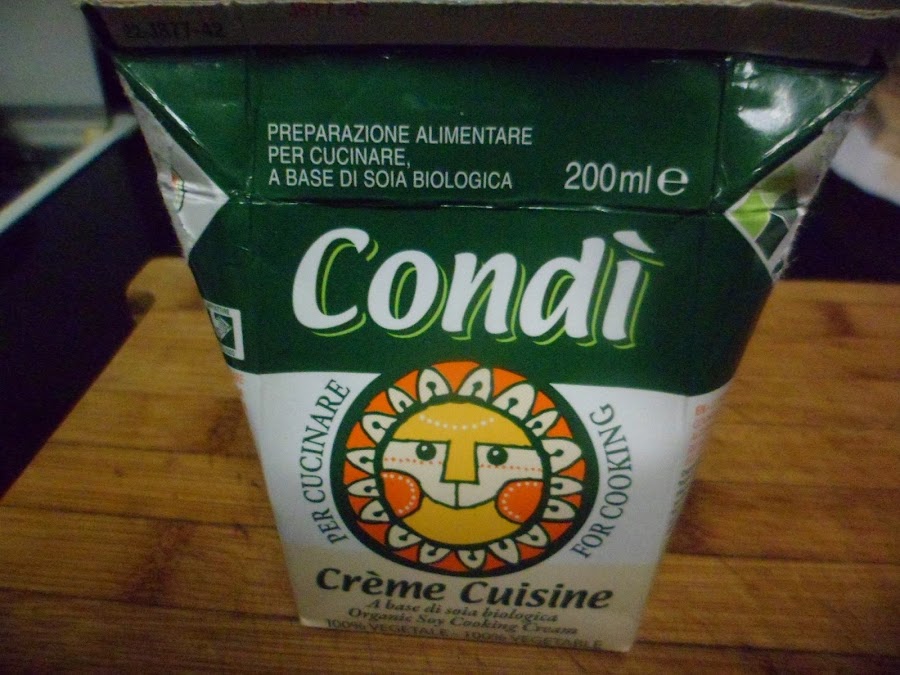 PREPARAZIONE ALIMENTARE
PER CUCINARE,
A BASE DI SOIA BIOLOGICA
200ml e
Condì
PER CUCINARE
FOR COOKING
Crème Cuisine
A base di soia biologica
Organic Soy Cooking Cream
100% VEGETALE - 100% VEGETABLE